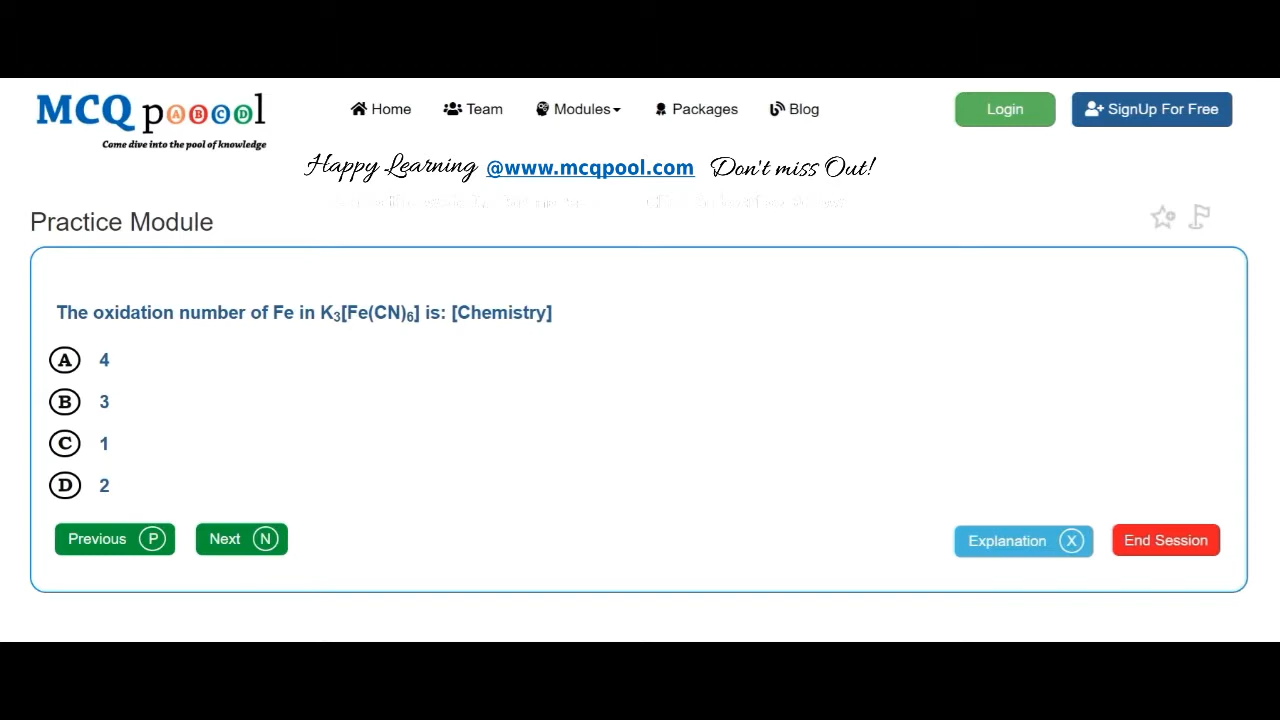 MCQ pABCDl Home Team Modules Packages Blog Login SignUp For Free
Come dive into the pool of knowledge
Happy Learning @www.mcqpool.com Don't miss Out!
Practice Module
The oxidation number of Fe in K₃[Fe(CN)₆] is: [Chemistry]
A 4
B 3
C 1
D 2
Previous P Next N Explanation X End Session